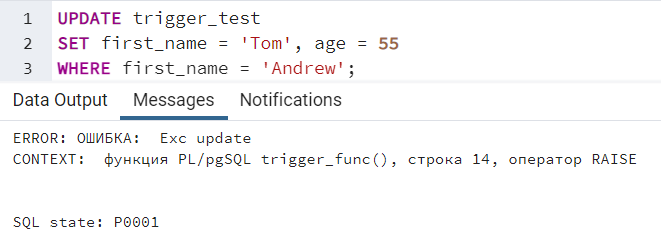 1 UPDATE trigger_test
2 SET first_name = 'Tom', age = 55
3 WHERE first_name = 'Andrew';
Data Output Messages Notifications
ERROR: ОШИБКА: Exc update
CONTEXT: функция PL/pgSQL trigger_func(), строка 14, оператор RAISE
SQL state: P0001